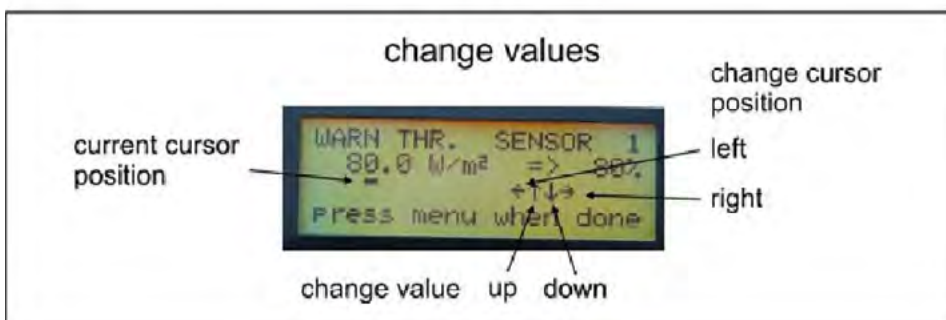 change values
change cursor
position
current cursor
position
left
right
WARN THR. SENSOR 1
80.0 W/m² => 80%
←↑↓→
Press menu when done
change value up down